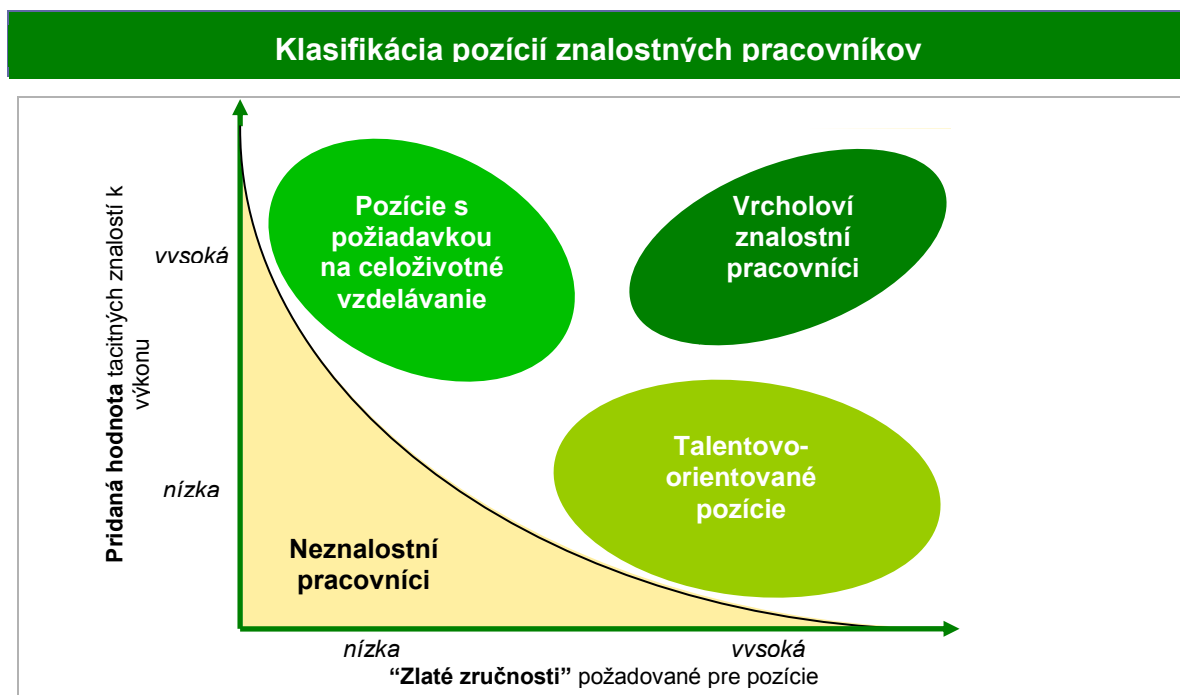 Klasifikácia pozícií znalostných pracovníkov
Pridaná hodnota tacitných znalostí k
výkonu
vvsoká
nízka
Pozície s
požiadavkou
na celoživotné
vzdelávanie
Vrcholoví
znalostní
pracovníci
Talentovo-
orientované
pozície
Neznalostní
pracovníci
nízka
vvsoká
“Zlaté zručnosti” požadované pre pozície